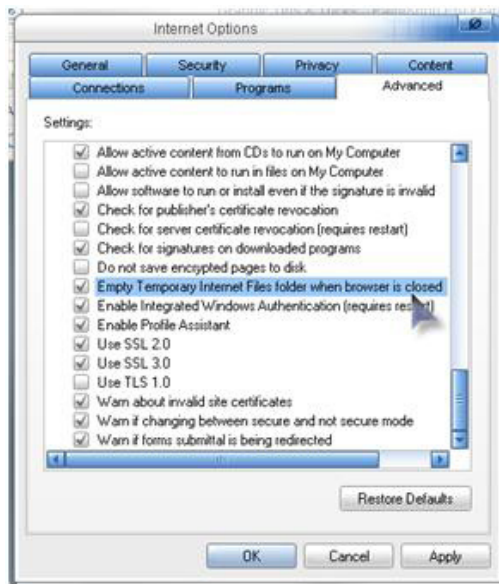 Internet Options
General Security Privacy Content
Connections Programs Advanced
Settings:
Allow active content from CDs to run on My Computer
Allow active content to run in files on My Computer
Allow software to run or install even if the signature is invalid
Check for publisher's certificate revocation
Check for server certificate revocation (requires restart)
Check for signatures on downloaded programs
Do not save encrypted pages to disk
Empty Temporary Internet Files folder when browser is closed
Enable Integrated Windows Authentication (requires restart)
Enable Profile Assistant
Use SSL 2.0
Use SSL 3.0
Use TLS 1.0
Warn about invalid site certificates
Warn if changing between secure and not secure mode
Warn if forms submittal is being redirected
Restore Defaults
OK Cancel Apply